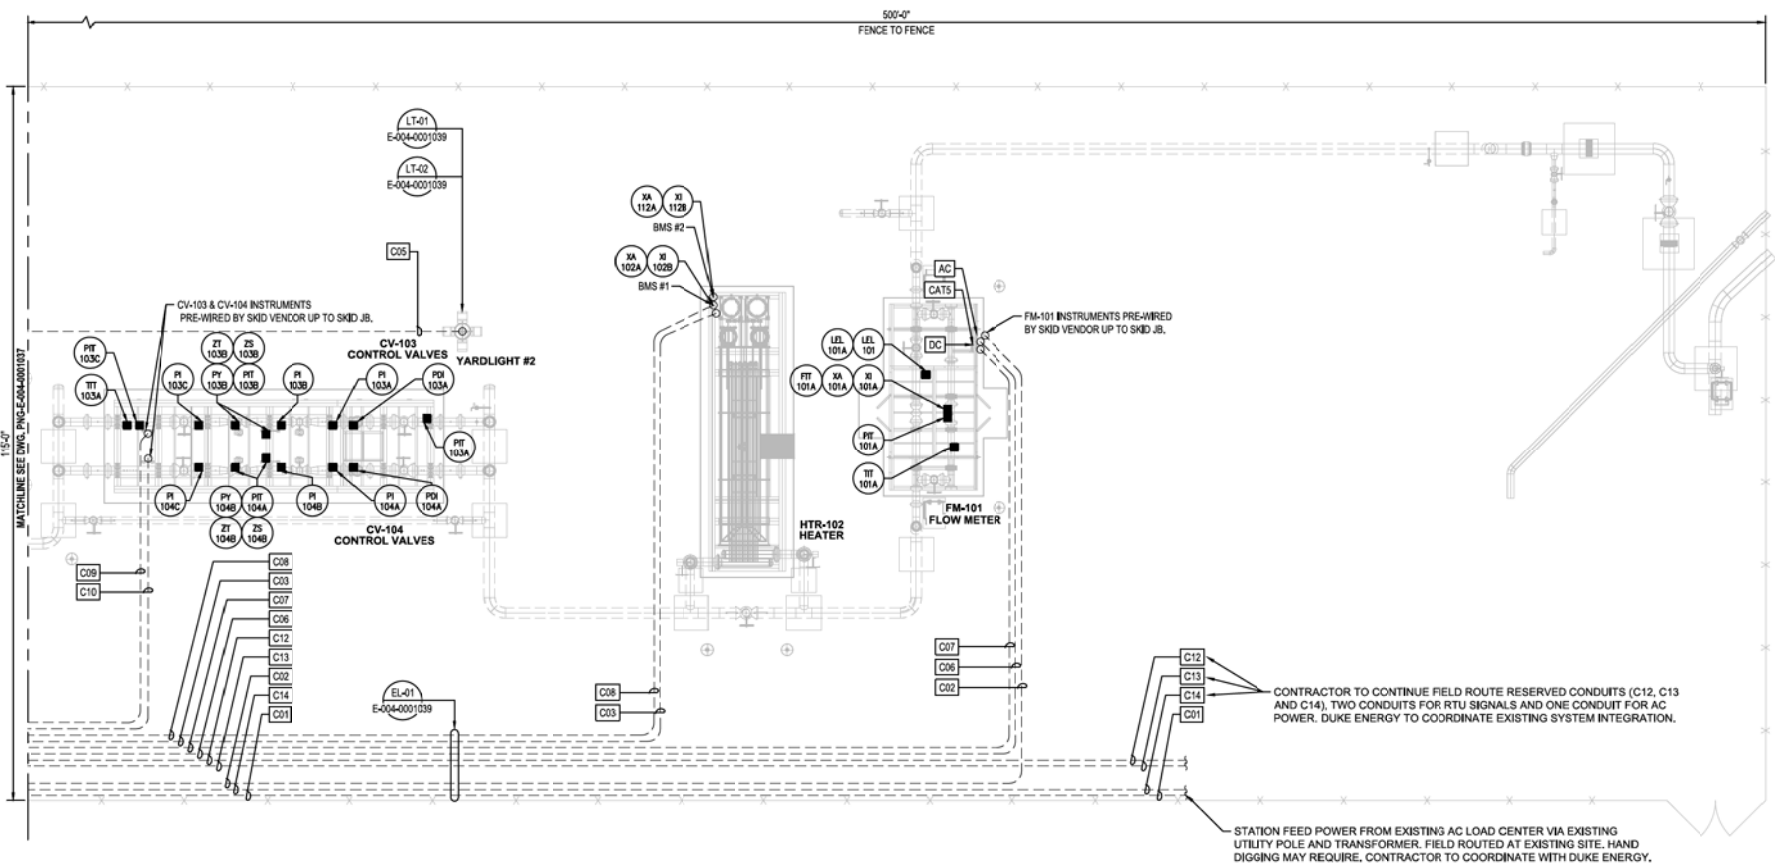 500'-0"
FENCE TO FENCE
115'-0"
MATCHLINE SEE DWG. PNG-E-004-0001037
LT-01
E-004-0001039
LT-02
E-004-0001039
C05
CV-103 & CV-104 INSTRUMENTS
PRE-WIRED BY SKID VENDOR UP TO SKID JB.
CV-103
CONTROL VALVES
YARDLIGHT #2
PIT
103C
TIT
103A
PI
103C
ZT
103B
ZS
103B
PY
103B
PIT
103B
PI
103B
PI
103A
PDI
103A
PIT
103A
PI
104C
PY
104B
PIT
104A
ZT
104B
ZS
104B
PI
104B
PI
104A
PDI
104A
CV-104
CONTROL VALVES
C09
C10
C08
C03
C07
C06
C12
C13
C02
C14
C01
EL-01
E-004-0001039
XA
112A
XI
112B
BMS #2
XA
102A
XI
102B
BMS #1
HTR-102
HEATER
C08
C03
AC
CAT5
DC
FM-101 INSTRUMENTS PRE-WIRED
BY SKID VENDOR UP TO SKID JB.
LEL
101A
LEL
101
FIT
101A
XA
101A
XI
101A
PIT
101A
TIT
101A
FM-101
FLOW METER
C07
C06
C02
C12
C13
C14
C01
CONTRACTOR TO CONTINUE FIELD ROUTE RESERVED CONDUITS (C12, C13
AND C14), TWO CONDUITS FOR RTU SIGNALS AND ONE CONDUIT FOR AC
POWER. DUKE ENERGY TO COORDINATE EXISTING SYSTEM INTEGRATION.
STATION FEED POWER FROM EXISTING AC LOAD CENTER VIA EXISTING
UTILITY POLE AND TRANSFORMER. FIELD ROUTED AT EXISTING SITE. HAND
DIGGING MAY REQUIRE, CONTRACTOR TO COORDINATE WITH DUKE ENERGY.